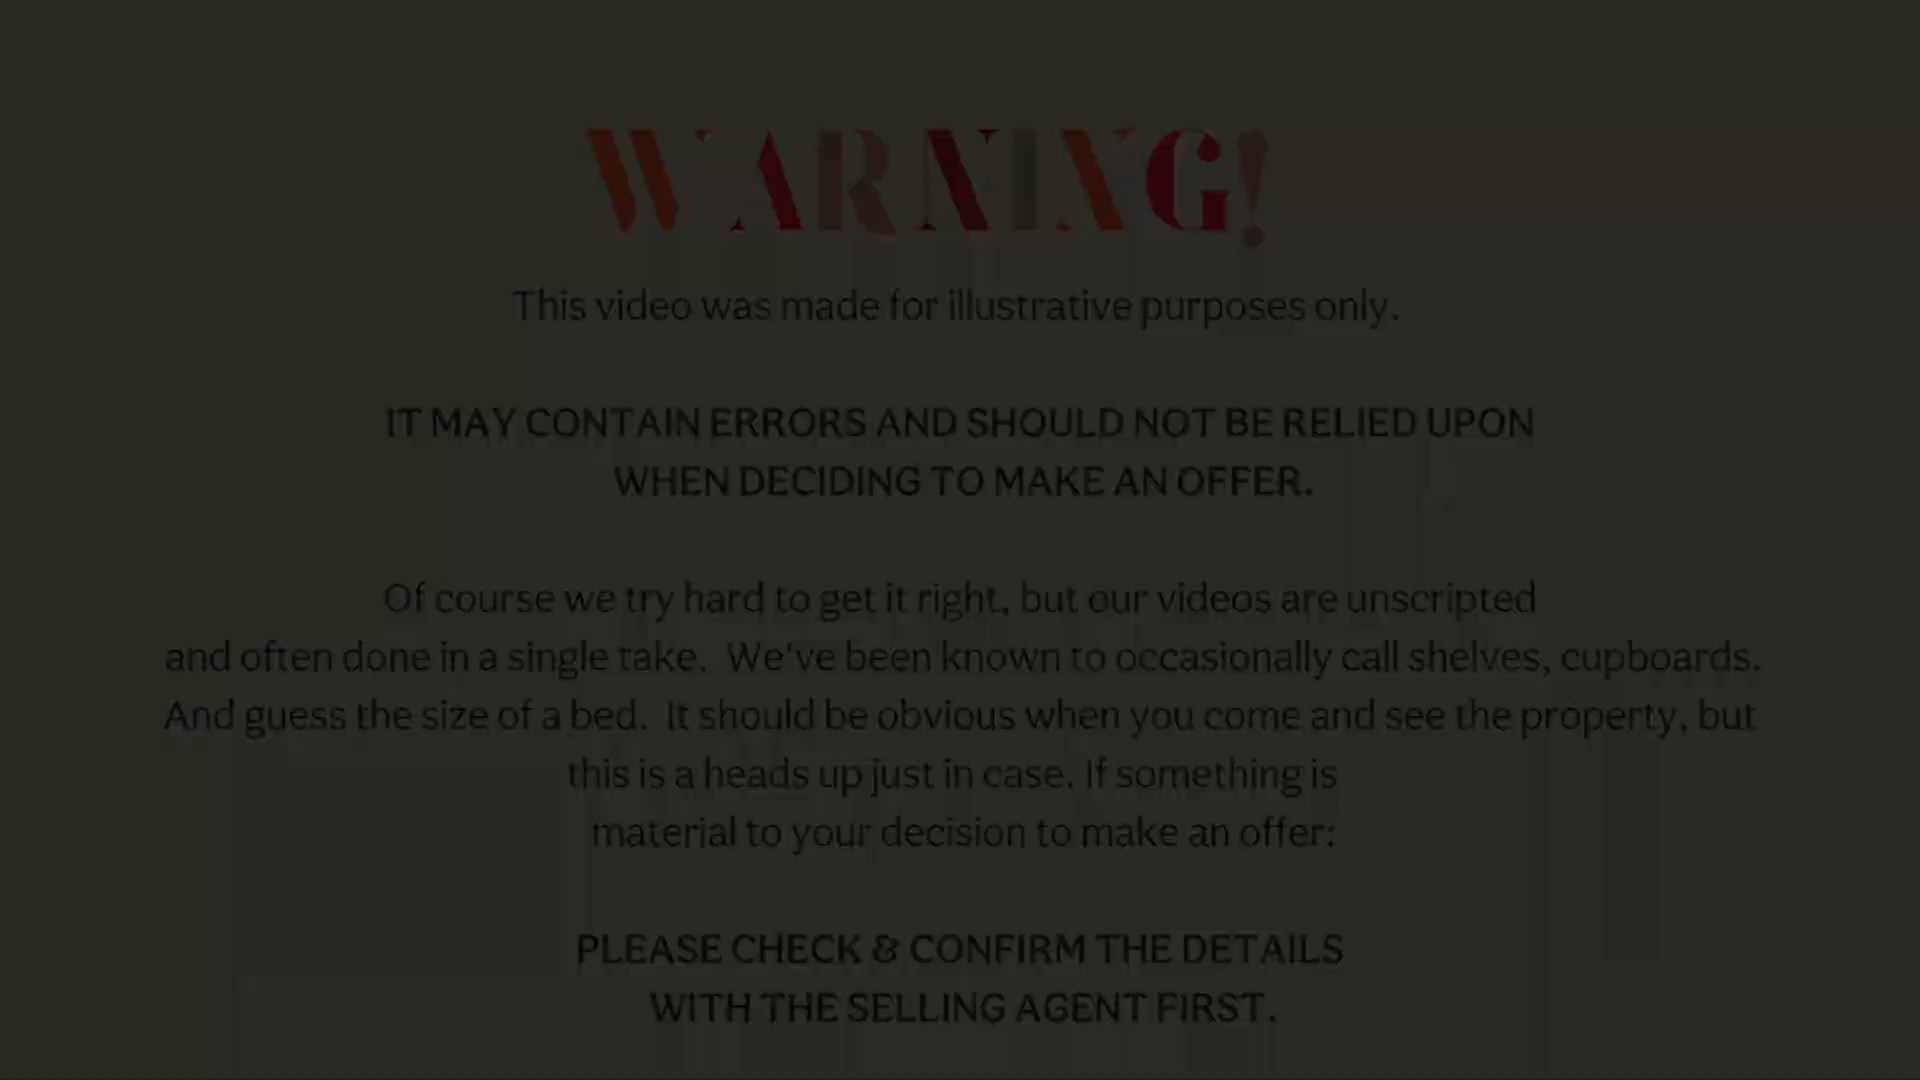 WARNING!
This video was made for illustrative purposes only.
IT MAY CONTAIN ERRORS AND SHOULD NOT BE RELIED UPON
WHEN DECIDING TO MAKE AN OFFER.
Of course we try hard to get it right, but our videos are unscripted
and often done in a single take.  We've been known to occasionally call shelves, cupboards.
And guess the size of a bed.  It should be obvious when you come and see the property, but
this is a heads up just in case. If something is
material to your decision to make an offer:
PLEASE CHECK & CONFIRM THE DETAILS
WITH THE SELLING AGENT FIRST.